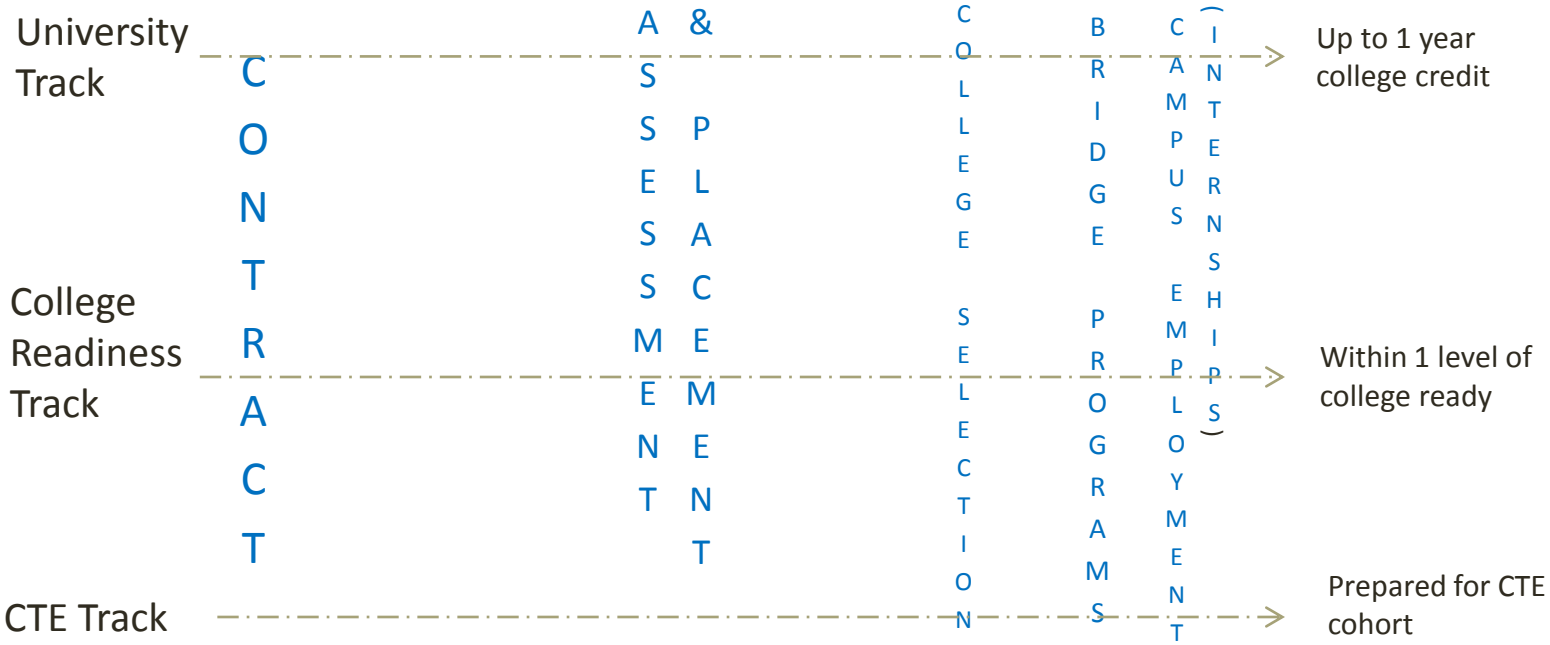 University
Track
College
Readiness
Track
CTE Track
CONTRACT
ASSESSMENT
& PLACEMENT
COLLEGE SELECTION
BRIDGE PROGRAMS
CAMPUS EMPLOYMENT
(INTERNSHIPS)
Up to 1 year
college credit
Within 1 level of
college ready
Prepared for CTE
cohort